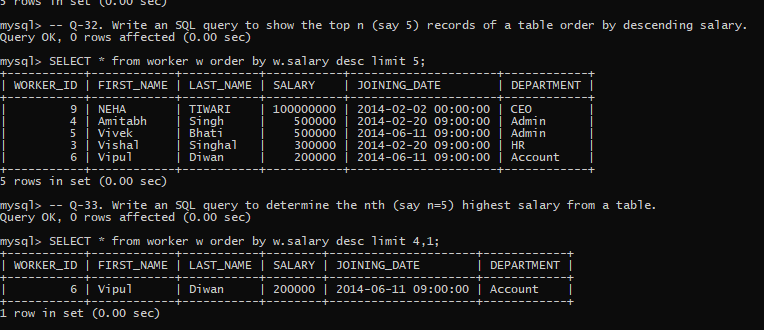 5 rows in set (0.00 sec)
mysql> -- Q-32. Write an SQL query to show the top n (say 5) records of a table order by descending salary.
Query OK, 0 rows affected (0.00 sec)
mysql> SELECT * from worker w order by w.salary desc limit 5;
+-----------+------------+-----------+-----------+---------------------+------------+
| WORKER_ID | FIRST_NAME | LAST_NAME | SALARY | JOINING_DATE | DEPARTMENT |
+-----------+------------+-----------+-----------+---------------------+------------+
| 9 | NEHA | TIWARI | 100000000 | 2014-02-02 00:00:00 | CEO |
| 4 | Amitabh | Singh | 500000 | 2014-02-20 09:00:00 | Admin |
| 5 | Vivek | Bhati | 500000 | 2014-06-11 09:00:00 | Admin |
| 3 | Vishal | Singhal | 300000 | 2014-02-20 09:00:00 | HR |
| 6 | Vipul | Diwan | 200000 | 2014-06-11 09:00:00 | Account |
+-----------+------------+-----------+-----------+---------------------+------------+
5 rows in set (0.00 sec)
mysql> -- Q-33. Write an SQL query to determine the nth (say n=5) highest salary from a table.
Query OK, 0 rows affected (0.00 sec)
mysql> SELECT * from worker w order by w.salary desc limit 4,1;
+-----------+------------+-----------+--------+---------------------+------------+
| WORKER_ID | FIRST_NAME | LAST_NAME | SALARY | JOINING_DATE | DEPARTMENT |
+-----------+------------+-----------+--------+---------------------+------------+
| 6 | Vipul | Diwan | 200000 | 2014-06-11 09:00:00 | Account |
+-----------+------------+-----------+--------+---------------------+------------+
1 row in set (0.00 sec)